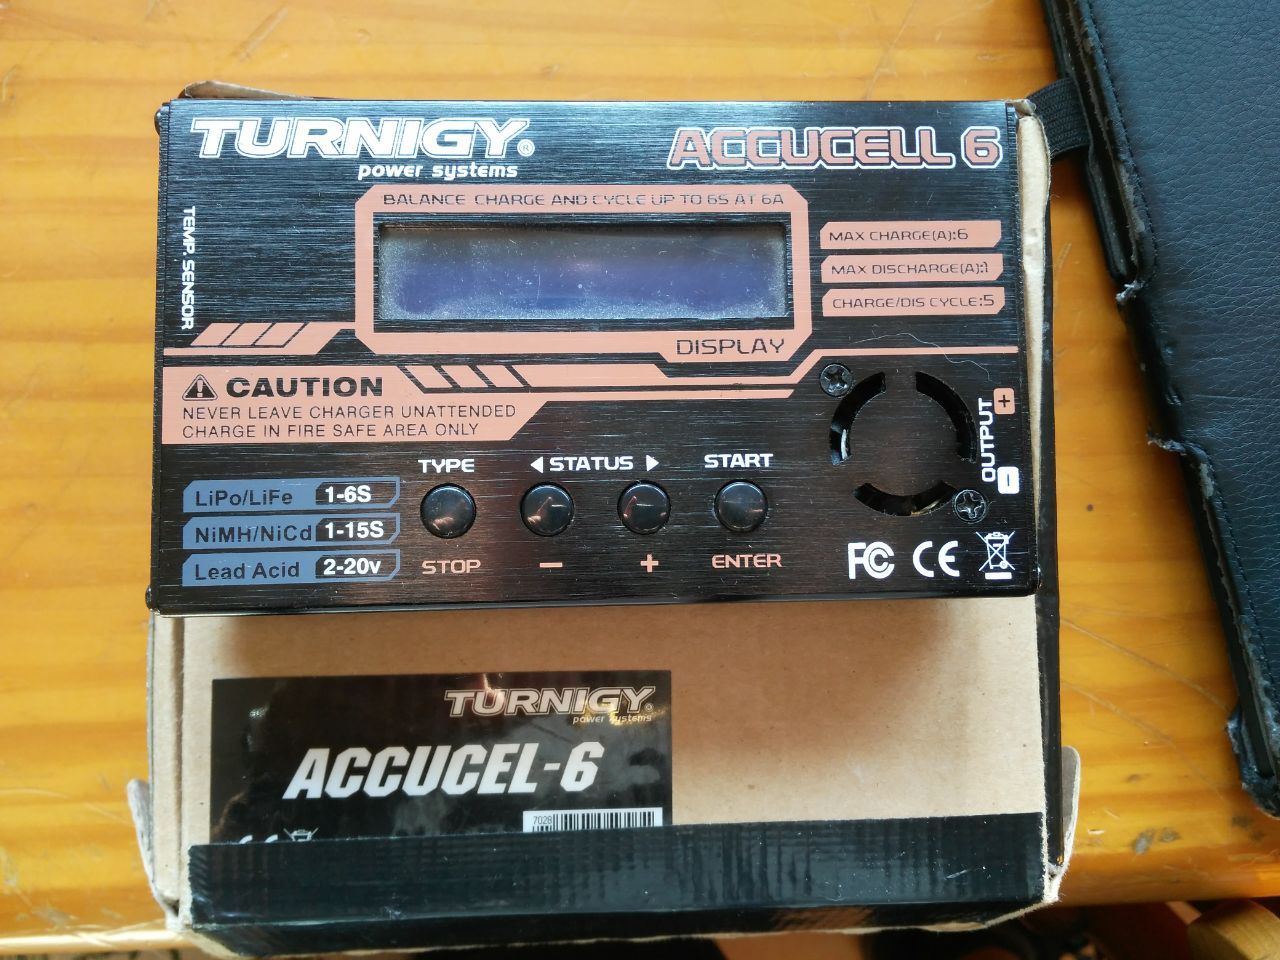 TURNIGY®
power systems
ACCUCELL 6
BALANCE CHARGE AND CYCLE UP TO 6S AT 6A
TEMP. SENSOR
MAX CHARGE(A):6
MAX DISCHARGE(A):1
CHARGE/DIS CYCLE:5
DISPLAY
CAUTION
NEVER LEAVE CHARGER UNATTENDED
CHARGE IN FIRE SAFE AREA ONLY
OUTPUT
+
-
LiPo/LiFe 1-6S
NiMH/NiCd 1-15S
Lead Acid 2-20v
TYPE STATUS START
STOP - + ENTER
FC CE
TURNIGY®
power systems
ACCUCEL-6
7028